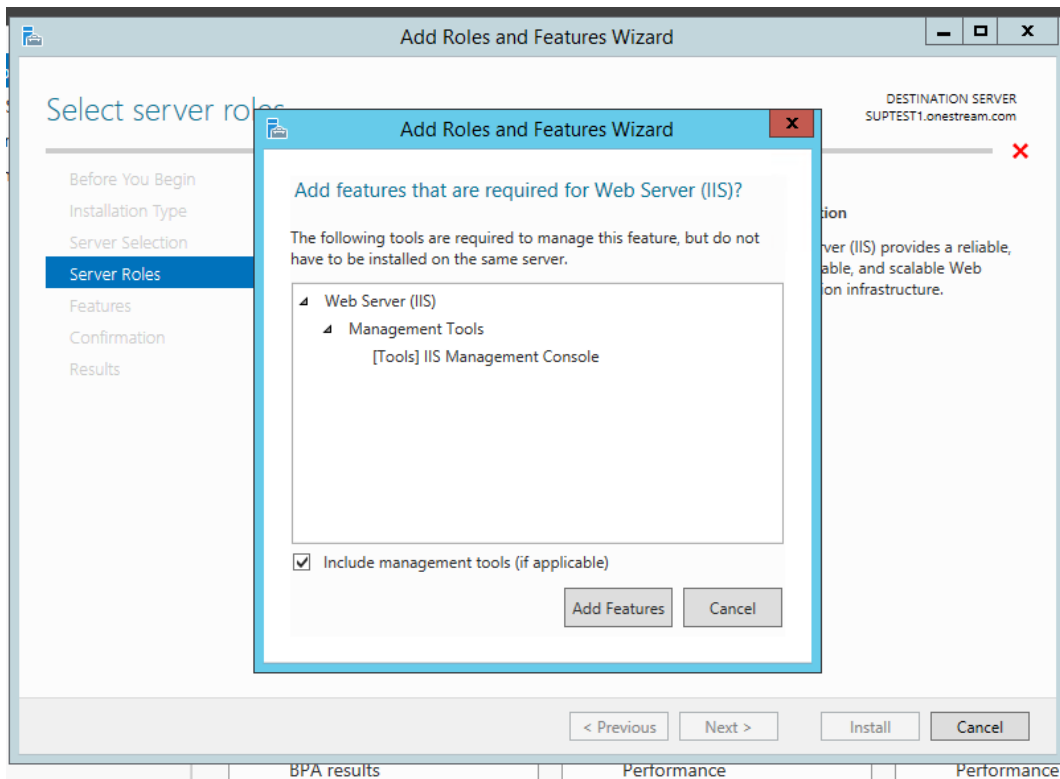 Add Roles and Features Wizard
Select server roles
DESTINATION SERVER
SUPTEST1.onestream.com
Before You Begin
Installation Type
Server Selection
Server Roles
Features
Confirmation
Results
Add Roles and Features Wizard
Add features that are required for Web Server (IIS)?
The following tools are required to manage this feature, but do not
have to be installed on the same server.
Web Server (IIS)
Management Tools
[Tools] IIS Management Console
Include management tools (if applicable)
Add Features
Cancel
tion
ver (IIS) provides a reliable,
able, and scalable Web
ion infrastructure.
< Previous
Next >
Install
Cancel
BPA results
Performance
Performance